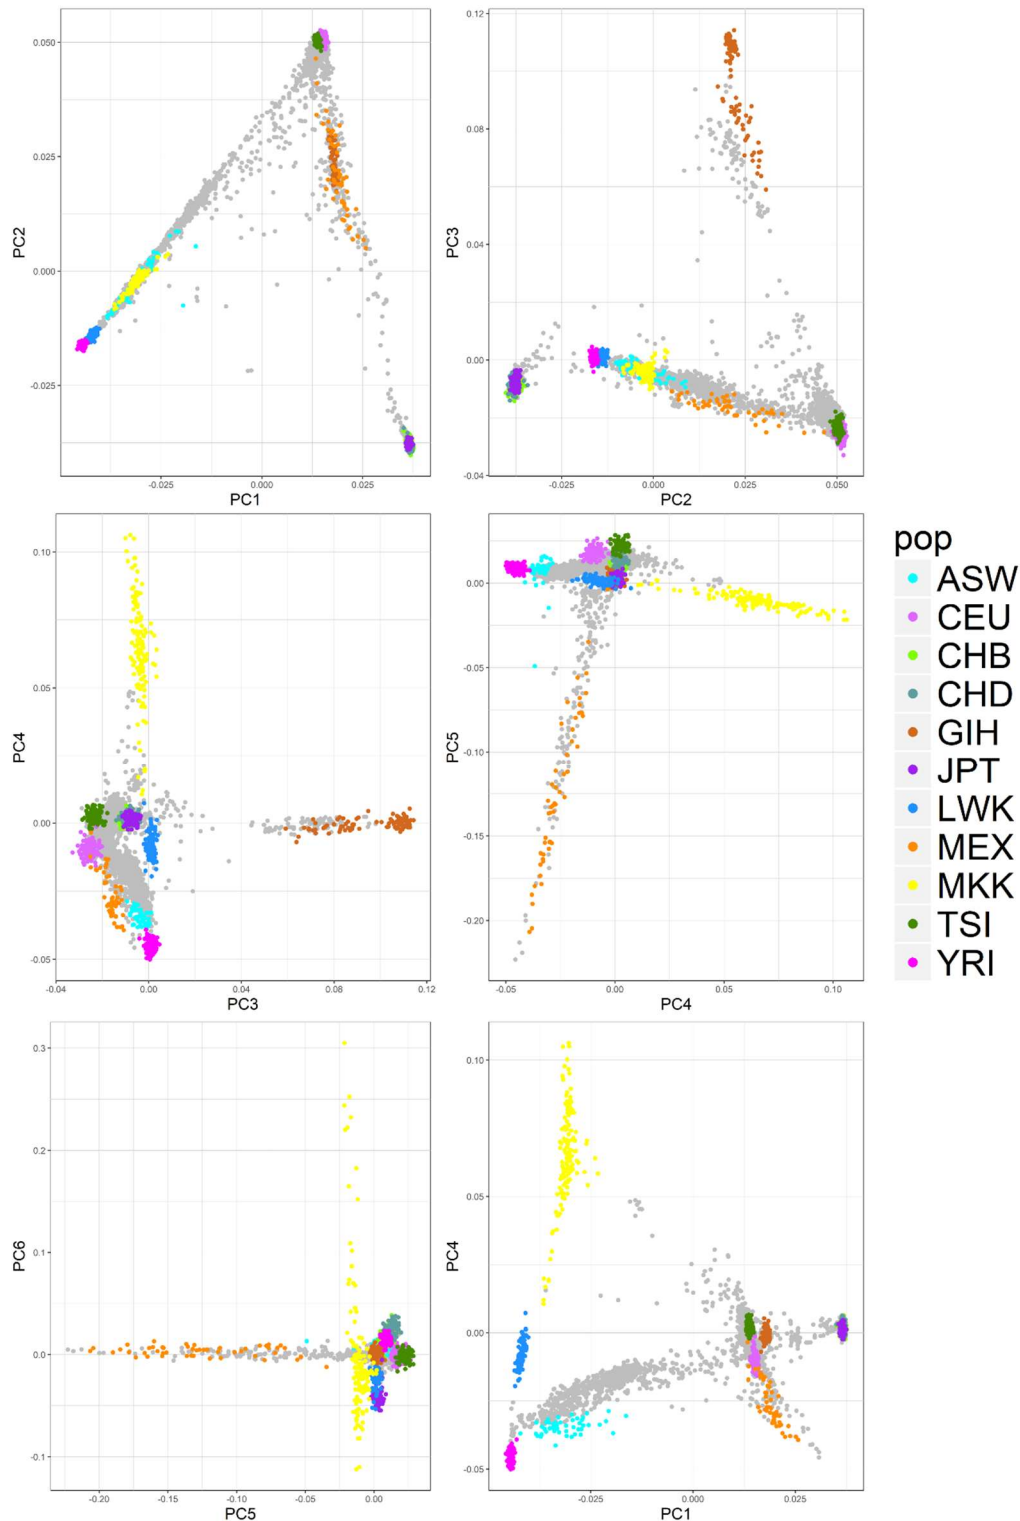 0.050
0.025
0.000
-0.025
PC2
-0.025
0.000
0.025
PC1
0.12
0.08
0.04
0.00
-0.04
PC3
-0.025
0.000
0.025
0.050
PC2
0.10
0.05
0.00
-0.05
PC4
-0.04
0.00
0.04
0.08
0.12
PC3
0.00
-0.05
-0.10
-0.15
-0.20
PC5
-0.05
0.00
0.05
0.10
PC4
pop
ASW
CEU
CHB
CHD
GIH
JPT
LWK
MEX
MKK
TSI
YRI
0.3
0.2
0.1
0.0
-0.1
PC6
-0.20
-0.15
-0.10
-0.05
0.00
PC5
0.10
0.05
0.00
-0.05
PC4
-0.025
0.000
0.025
PC1